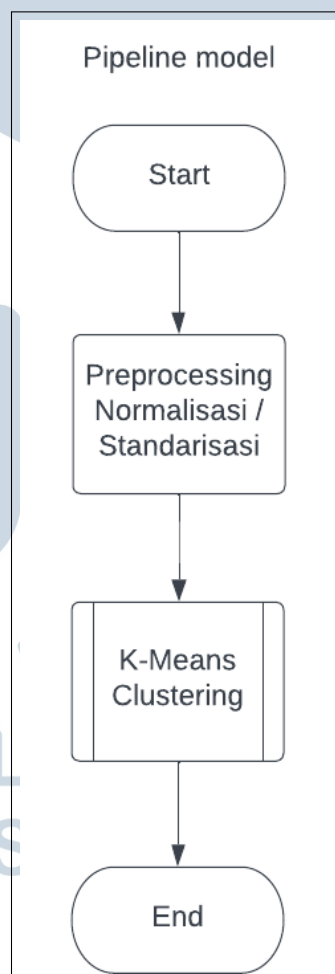 Pipeline model
Start
Preprocessing
Normalisasi /
Standarisasi
K-Means
Clustering
End